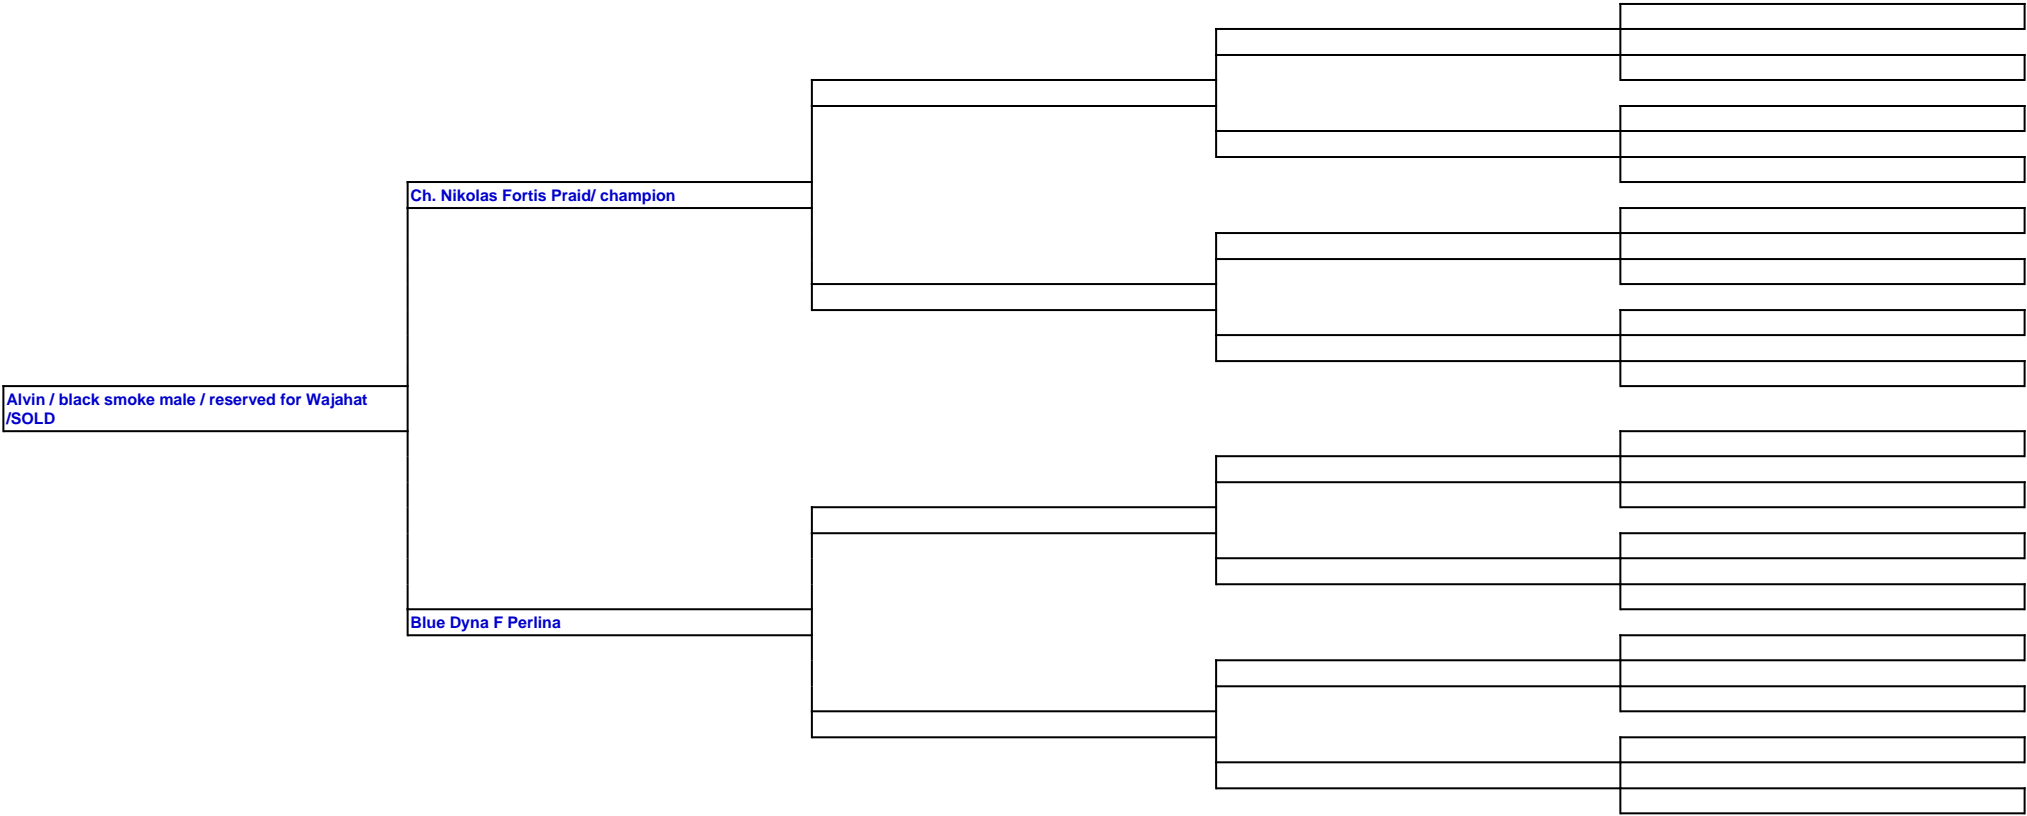 Ch. Nikolas Fortis Praid/ champion
Alvin / black smoke male / reserved for Wajahat
/SOLD
Blue Dyna F Perlina